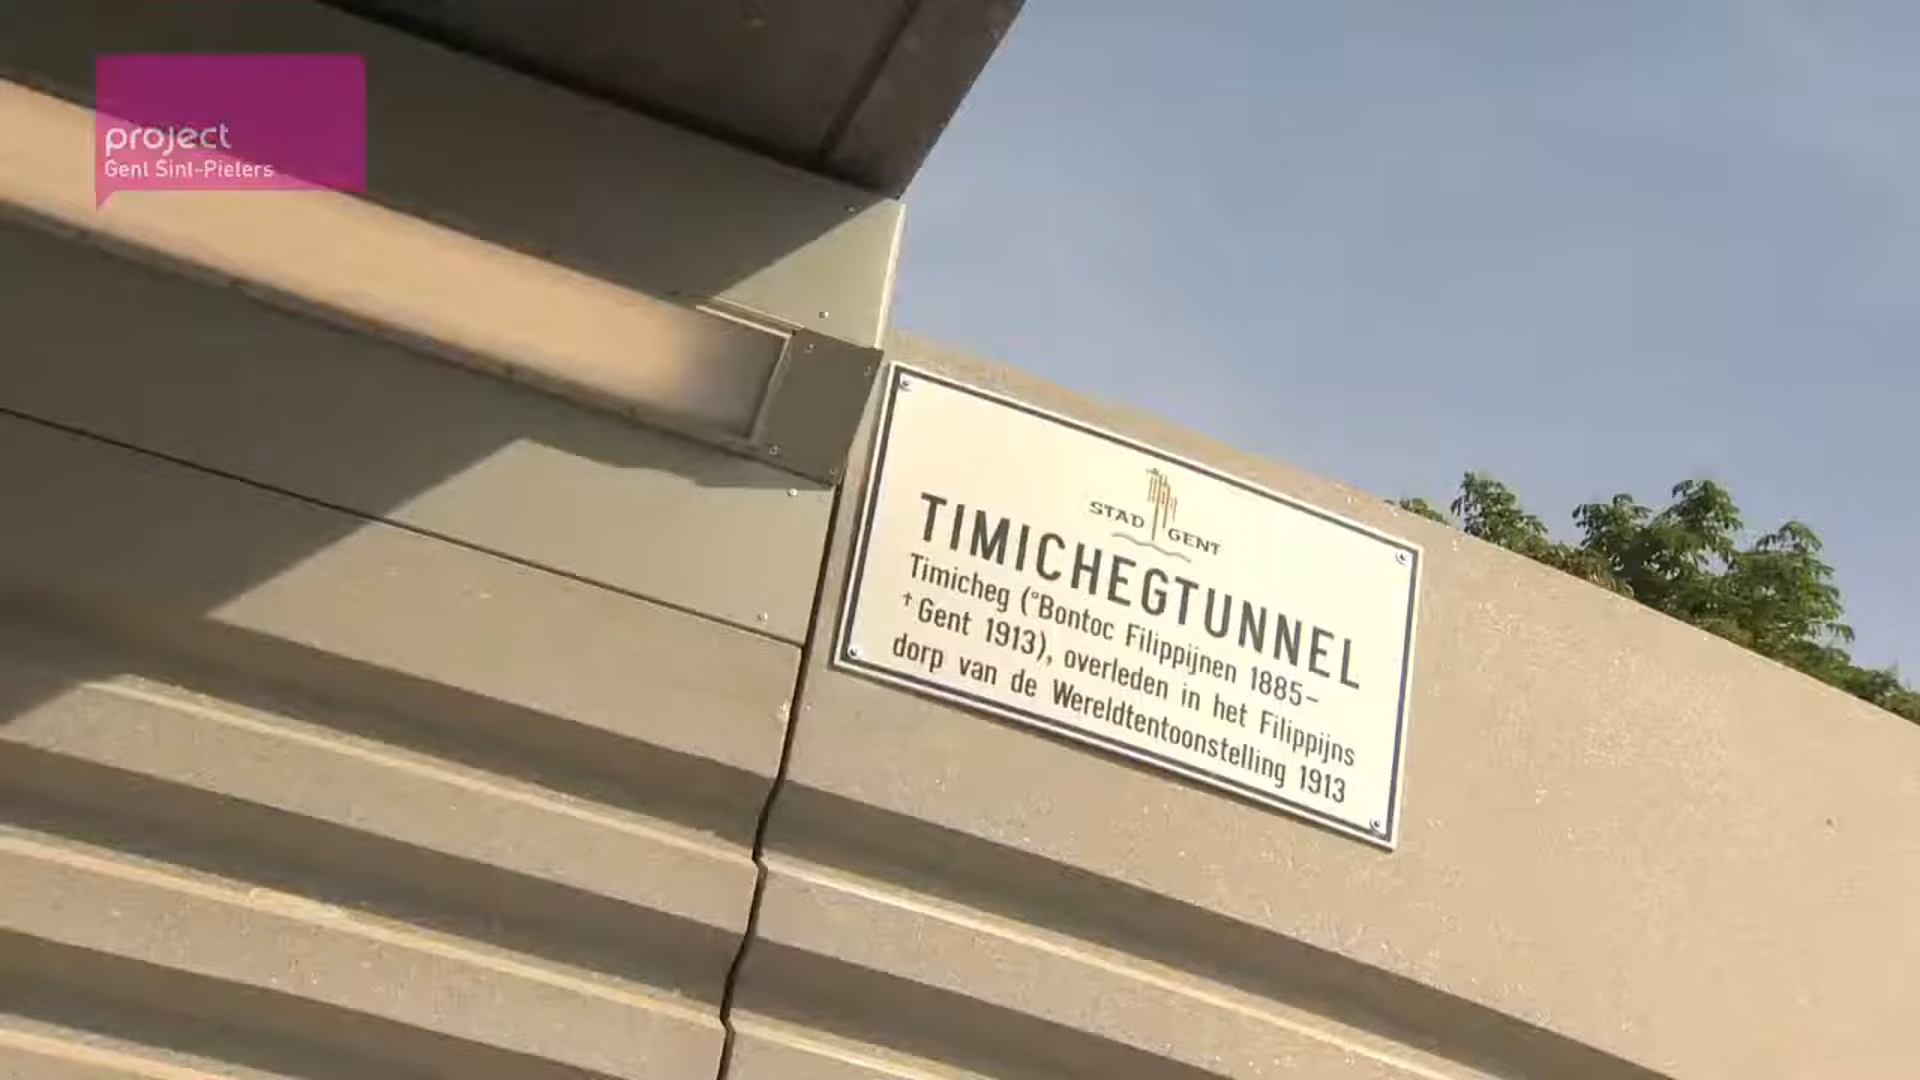 project
Gent Sint-Pieters
STAD GENT
TIMICHEGTUNNEL
Timicheg (°Bontoc Filippijnen 1885-
†Gent 1913), overleden in het Filippijns
dorp van de Wereldtentoonstelling 1913